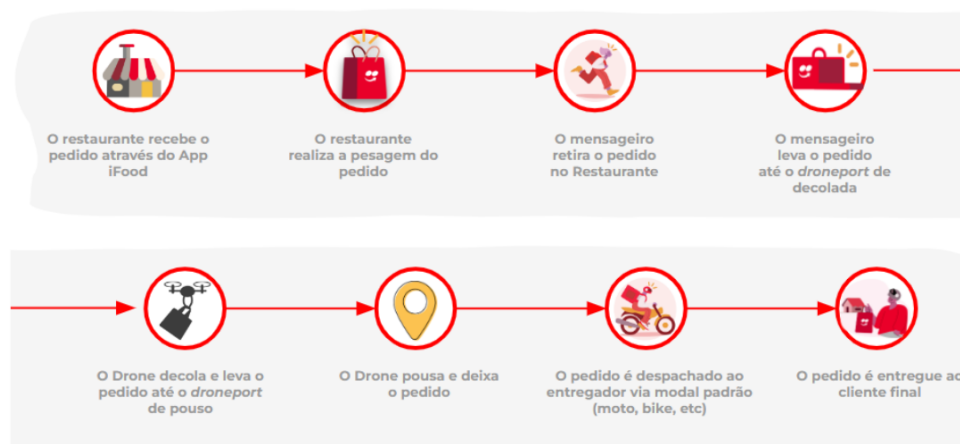 O restaurante recebe o
pedido através do App
iFood
O restaurante
realiza a pesagem do
pedido
O mensageiro
retira o pedido
no Restaurante
O mensageiro
leva o pedido
até o droneport de
decolada
O Drone decola e leva o
pedido até o droneport
de pouso
O Drone pousa e deixa
o pedido
O pedido é despachado ao
entregador via modal padrão
(moto, bike, etc)
O pedido é entregue ao
cliente final